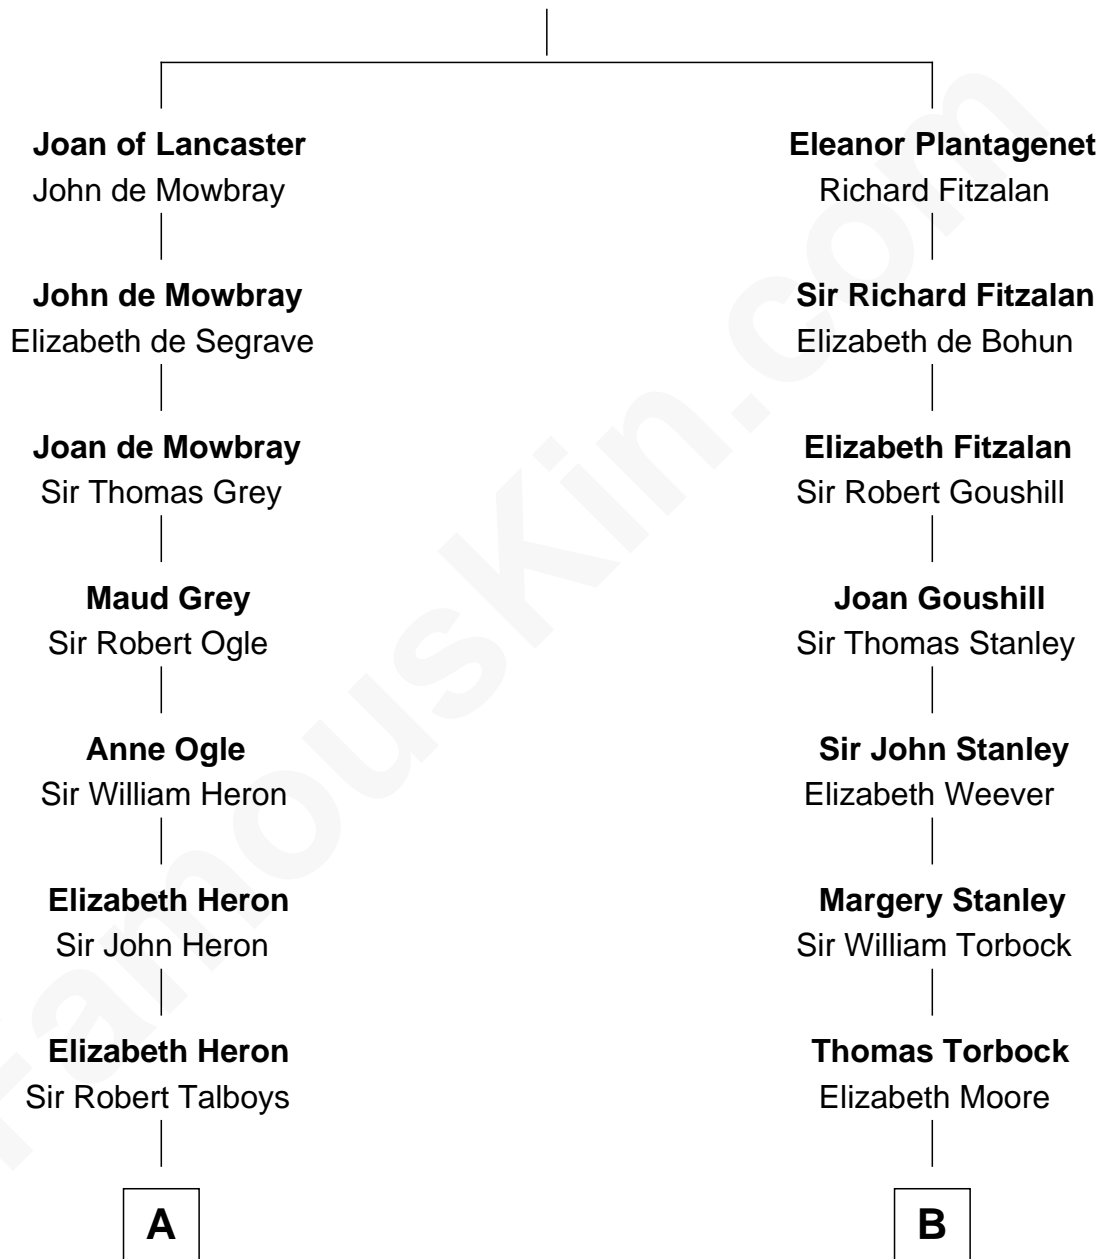 Joan of Lancaster
John de Mowbray
John de Mowbray
Elizabeth de Segrave
Joan de Mowbray
Sir Thomas Grey
Maud Grey
Sir Robert Ogle
Anne Ogle
Sir William Heron
Elizabeth Heron
Sir John Heron
Elizabeth Heron
Sir Robert Talboys
A
Eleanor Plantagenet
Richard Fitzalan
Sir Richard Fitzalan
Elizabeth de Bohun
Elizabeth Fitzalan
Sir Robert Goushill
Joan Goushill
Sir Thomas Stanley
Sir John Stanley
Elizabeth Weever
Margery Stanley
Sir William Torbock
Thomas Torbock
Elizabeth Moore
B
FamousKin.com